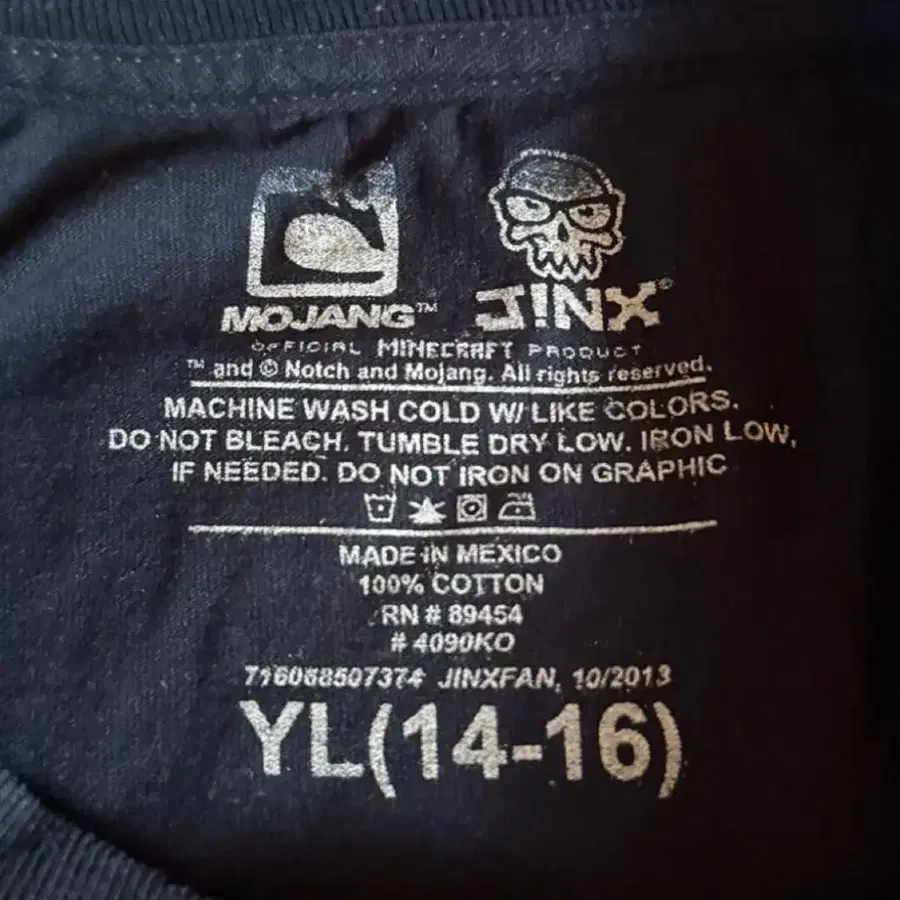 MOJANG™ J!NX®
OFFICIAL MINECRAFT PRODUCT
™ and © Notch and Mojang. All rights reserved.
MACHINE WASH COLD W/ LIKE COLORS.
DO NOT BLEACH. TUMBLE DRY LOW. IRON LOW,
IF NEEDED. DO NOT IRON ON GRAPHIC
MADE IN MEXICO
100% COTTON
RN # 89454
# 4090KO
716068507374 JINXFAN, 10/2013
YL(14-16)